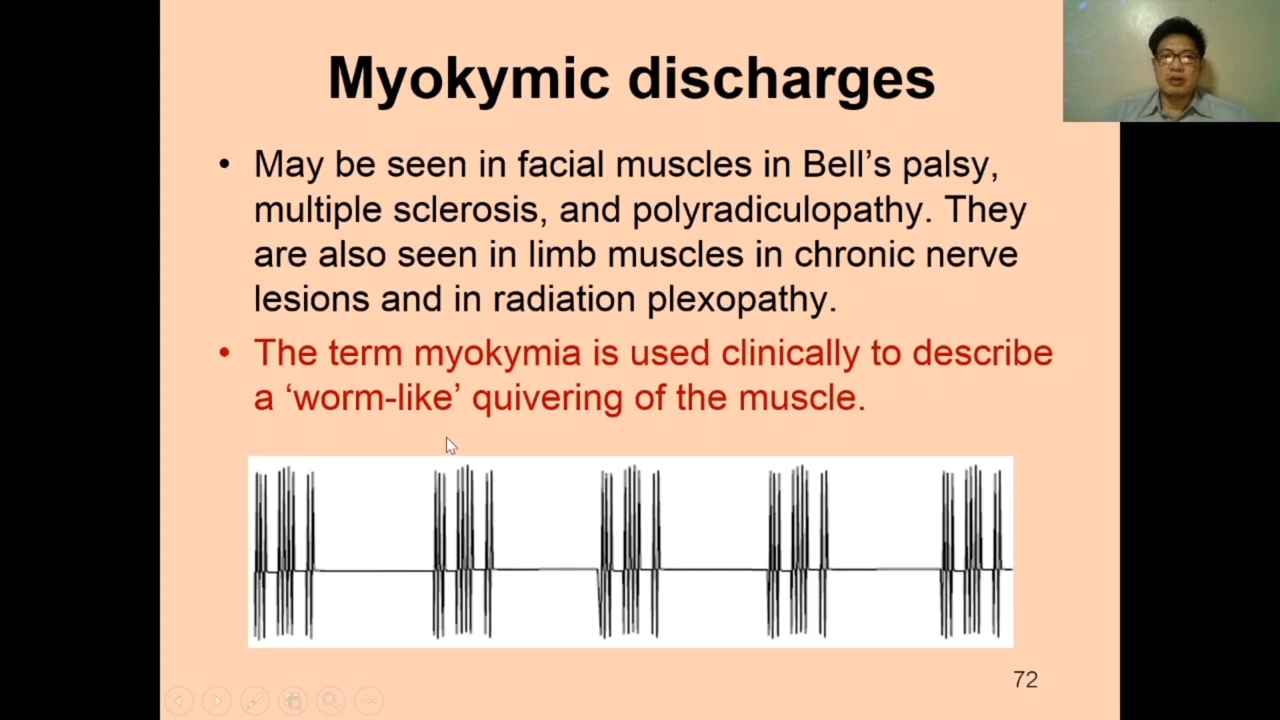 Myokymic discharges
• May be seen in facial muscles in Bell’s palsy,
multiple sclerosis, and polyradiculopathy. They
are also seen in limb muscles in chronic nerve
lesions and in radiation plexopathy.
• The term myokymia is used clinically to describe
a ‘worm-like’ quivering of the muscle.
72